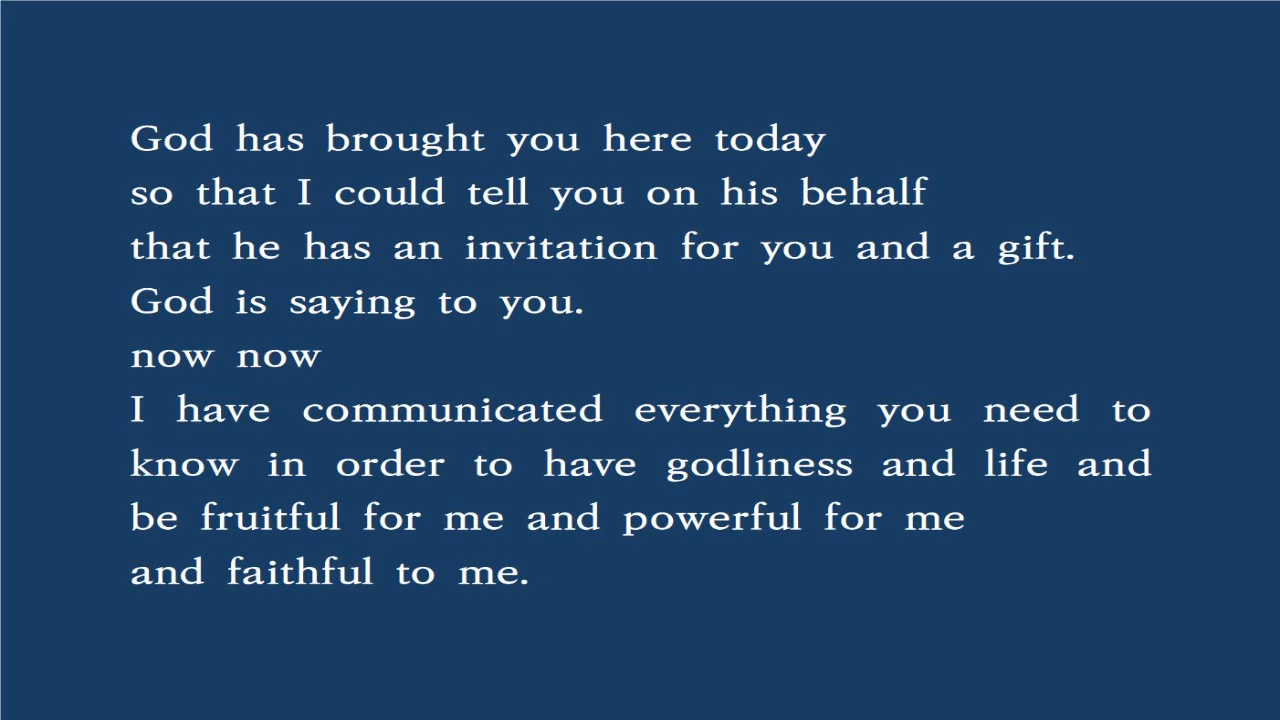 God has brought you here today
so that I could tell you on his behalf
that he has an invitation for you and a gift.
God is saying to you.
now now
I have communicated everything you need to
know in order to have godliness and life and
be fruitful for me and powerful for me
and faithful to me.